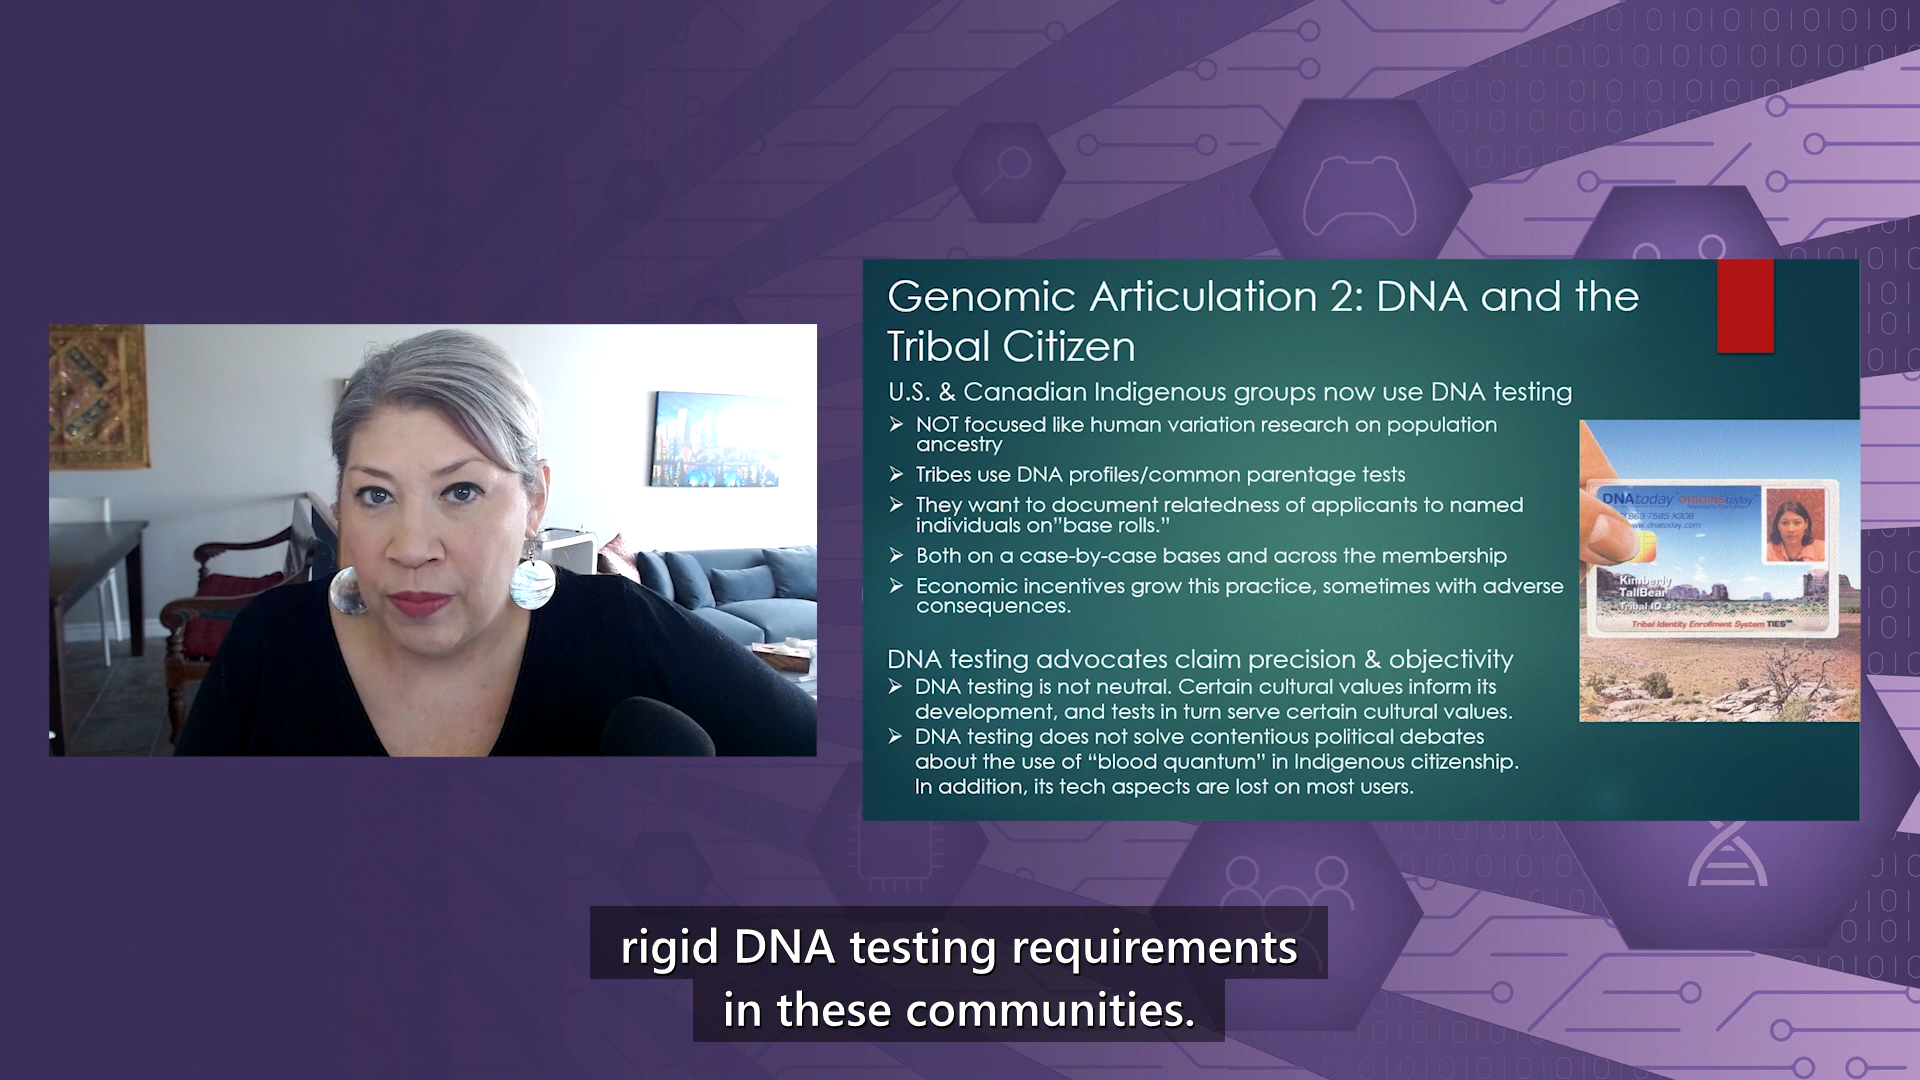 Genomic Articulation 2: DNA and the
Tribal Citizen
U.S. & Canadian Indigenous groups now use DNA testing
NOT focused like human variation research on population
ancestry
Tribes use DNA profiles/common parentage tests
They want to document relatedness of applicants to named
individuals on”base rolls.”
Both on a case-by-case bases and across the membership
Economic incentives grow this practice, sometimes with adverse
consequences.
DNA testing advocates claim precision & objectivity
DNA testing is not neutral. Certain cultural values inform its
development, and tests in turn serve certain cultural values.
DNA testing does not solve contentious political debates
about the use of “blood quantum” in Indigenous citizenship.
In addition, its tech aspects are lost on most users.
DNAtoday ORIGINStoday
www.dnatoday.com
Kimberly
TallBear
Tribal ID #:
Tribal Identity Enrollment System TIES™
rigid DNA testing requirements
in these communities.